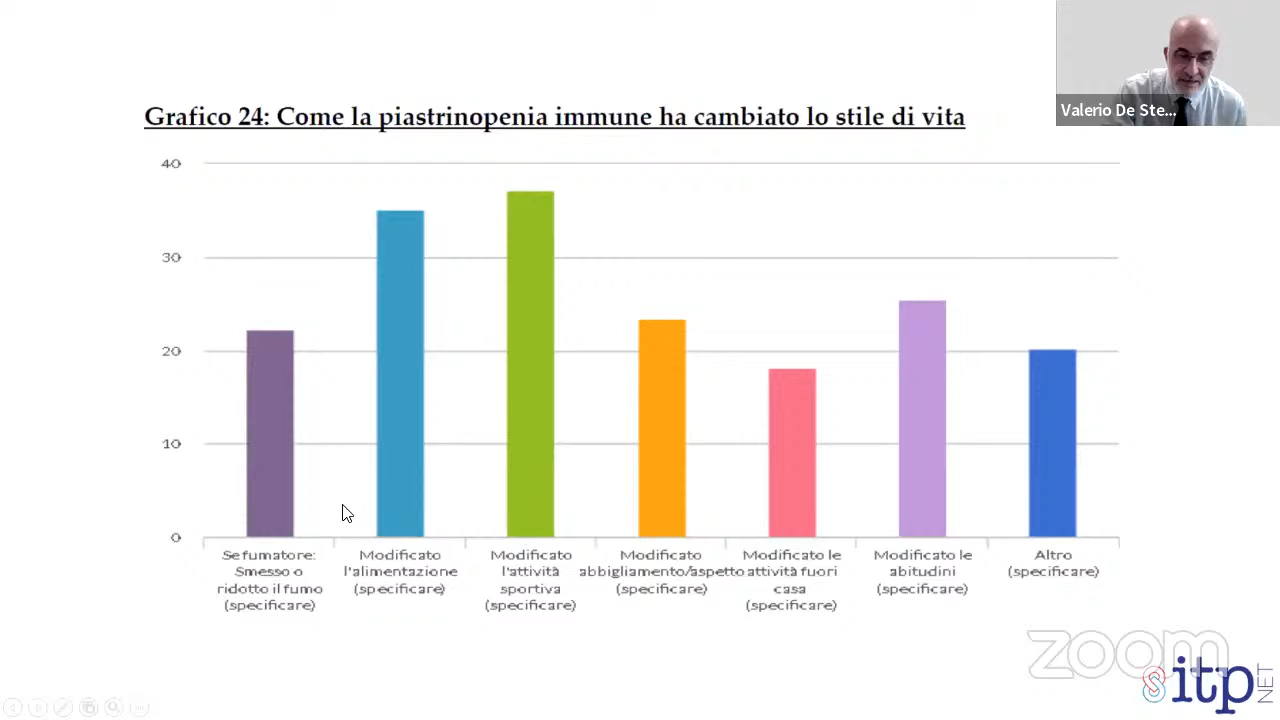 Valerio De Ste...
Grafico 24: Come la piastrinopenia immune ha cambiato lo stile di vita
40
30
20
10
0
Se fumatore:
Smesso o
ridotto il fumo
(specificare)
Modificato
l'alimentazione
(specificare)
Modificato
l'attività
sportiva
(specificare)
Modificato
abbigliamento/aspetto
(specificare)
Modificato le
attività fuori
casa
(specificare)
Modificato le
abitudini
(specificare)
Altro
(specificare)
zoom
sitp
NET